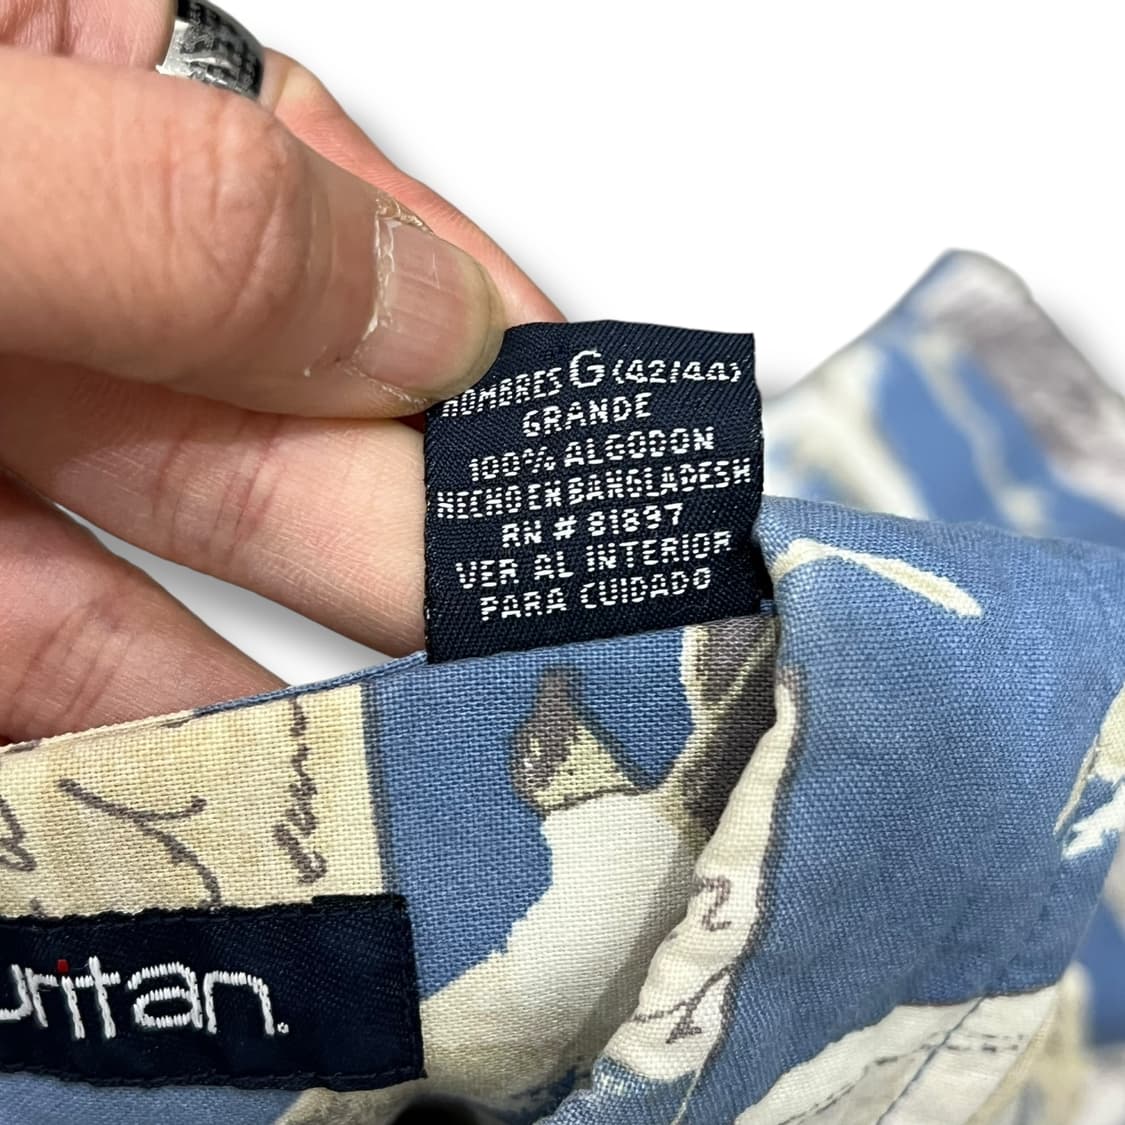 HOMBRES G (42/44)
GRANDE
100% ALGODON
HECHO EN BANGLADESH
RN # 81897
VER AL INTERIOR
PARA CUIDADO
uritan.